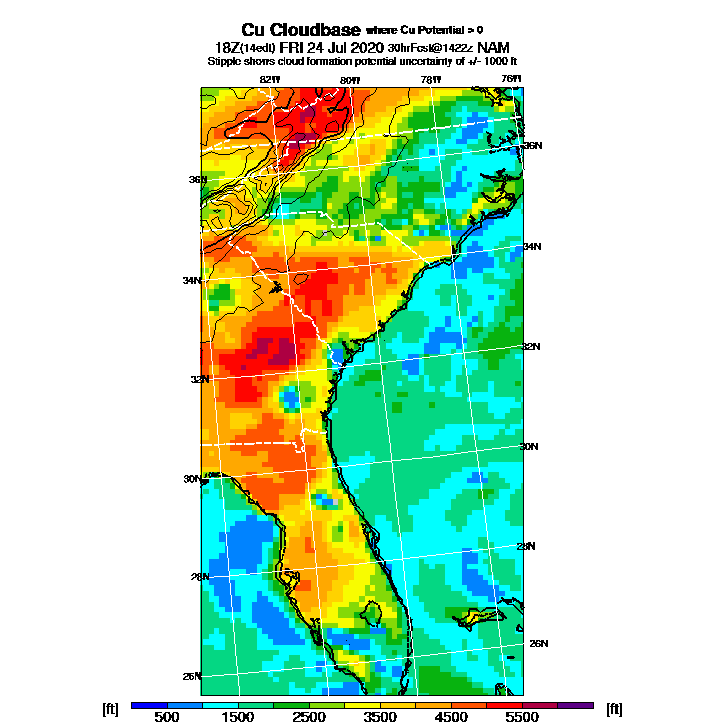 Cu Cloudbase where Cu Potential > 0
18Z(14edt) FRI 24 Jul 2020 30hrFcst@1422z NAM
Stipple shows cloud formation potential uncertainty of +/- 1000 ft
82W 80W 78W 76W
36N
36N
34N
34N
32N
32N
30N
30N
28N
28N
26N
26N
[ft] 500 1500 2500 3500 4500 5500 [ft]